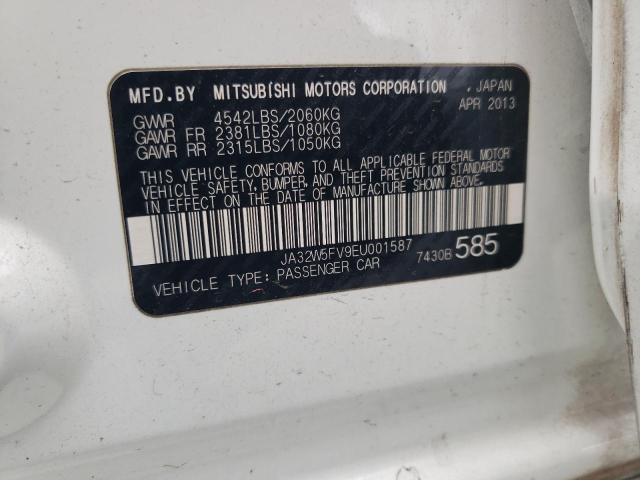 MFD.BY MITSUBISHI MOTORS CORPORATION , JAPAN
APR 2013
GVWR 4542LBS/2060KG
GAWR FR 2381LBS/1080KG
GAWR RR 2315LBS/1050KG
THIS VEHICLE CONFORMS TO ALL APPLICABLE FEDERAL MOTOR
VEHICLE SAFETY, BUMPER, AND THEFT PREVENTION STANDARDS
IN EFFECT ON THE DATE OF MANUFACTURE SHOWN ABOVE.
JA32W5FV9EU001587
7430B 585
VEHICLE TYPE: PASSENGER CAR